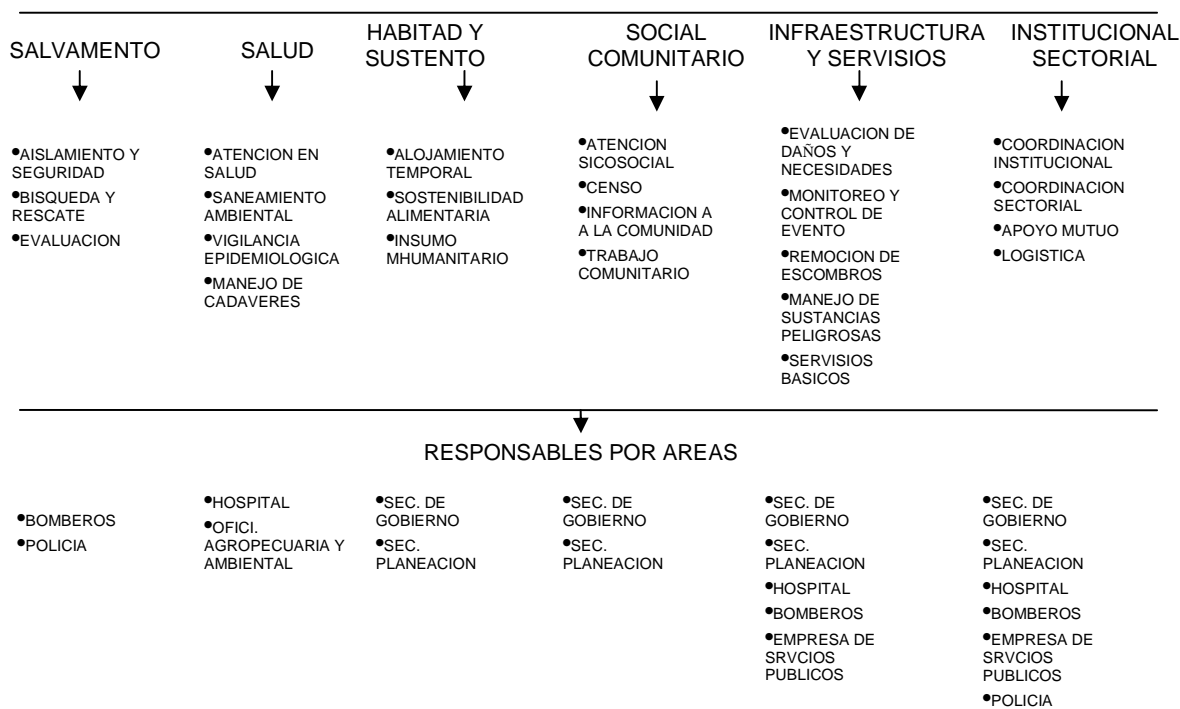 SALVAMENTO
•AISLAMIENTO Y
SEGURIDAD
•BISQUEDA Y
RESCATE
•EVALUACION
SALUD
•ATENCION EN
SALUD
•SANEAMIENTO
AMBIENTAL
•VIGILANCIA
EPIDEMIOLOGICA
•MANEJO DE
CADAVERES
HABITAD Y
SUSTENTO
•ALOJAMIENTO
TEMPORAL
•SOSTENIBILIDAD
ALIMENTARIA
•INSUMO
MHUMANITARIO
SOCIAL
COMUNITARIO
•ATENCION
SICOSOCIAL
•CENSO
•INFORMACION A
A LA COMUNIDAD
•TRABAJO
COMUNITARIO
INFRAESTRUCTURA
Y SERVISIOS
•EVALUACION DE
DAÑOS Y
NECESIDADES
•MONITOREO Y
CONTROL DE
EVENTO
•REMOCION DE
ESCOMBROS
•MANEJO DE
SUSTANCIAS
PELIGROSAS
•SERVISIOS
BASICOS
INSTITUCIONAL
SECTORIAL
•COORDINACION
INSTITUCIONAL
•COORDINACION
SECTORIAL
•APOYO MUTUO
•LOGISTICA
RESPONSABLES POR AREAS
•BOMBEROS
•POLICIA
•HOSPITAL
•OFICI.
AGROPECUARIA Y
AMBIENTAL
•SEC. DE
GOBIERNO
•SEC.
PLANEACION
•SEC. DE
GOBIERNO
•SEC.
PLANEACION
•SEC. DE
GOBIERNO
•SEC.
PLANEACION
•HOSPITAL
•BOMBEROS
•EMPRESA DE
SRVCIOS
PUBLICOS
•SEC. DE
GOBIERNO
•SEC.
PLANEACION
•HOSPITAL
•BOMBEROS
•EMPRESA DE
SRVCIOS
PUBLICOS
•POLICIA